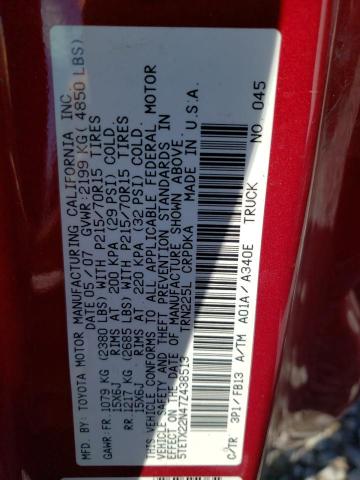 MFD. BY: TOYOTA MOTOR MANUFACTURING CALIFORNIA INC.
DATE 05/07 GVWR: 2199 KG (4850 LBS)
GAWR:FR 1079 KG (2380 LBS) WITH P215/70R15 TIRES
15X6J RIMS AT 200 KPA (29 PSI) COLD.
RR 1217 KG (2685 LBS) WITH P215/70R15 TIRES
15X6J RIMS AT 220 KPA (32 PSI) COLD.
THIS VEHICLE CONFORMS TO ALL APPLICABLE FEDERAL MOTOR
VEHICLE SAFETY AND THEFT PREVENTION STANDARDS IN
EFFECT ON THE DATE OF MANUFACTURE SHOWN ABOVE.
5TETX22N47Z438513 TRUCK
TRN225L CRPDKA MADE IN U.S.A.
C/TR: 3P1/FB13 A/TM: A01A/A340E NO 045